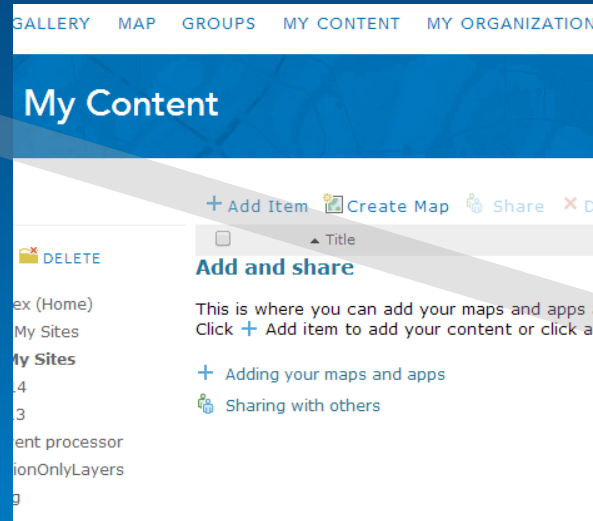 GALLERY MAP GROUPS MY CONTENT MY ORGANIZATION
My Content
+ Add Item Create Map Share × D
Title
DELETE
Add and share
ex (Home)
This is where you can add your maps and apps
My Sites
Click + Add item to add your content or click a
My Sites
+ Adding your maps and apps
.4
Sharing with others
.3
ent processor
ionOnlyLayers
g